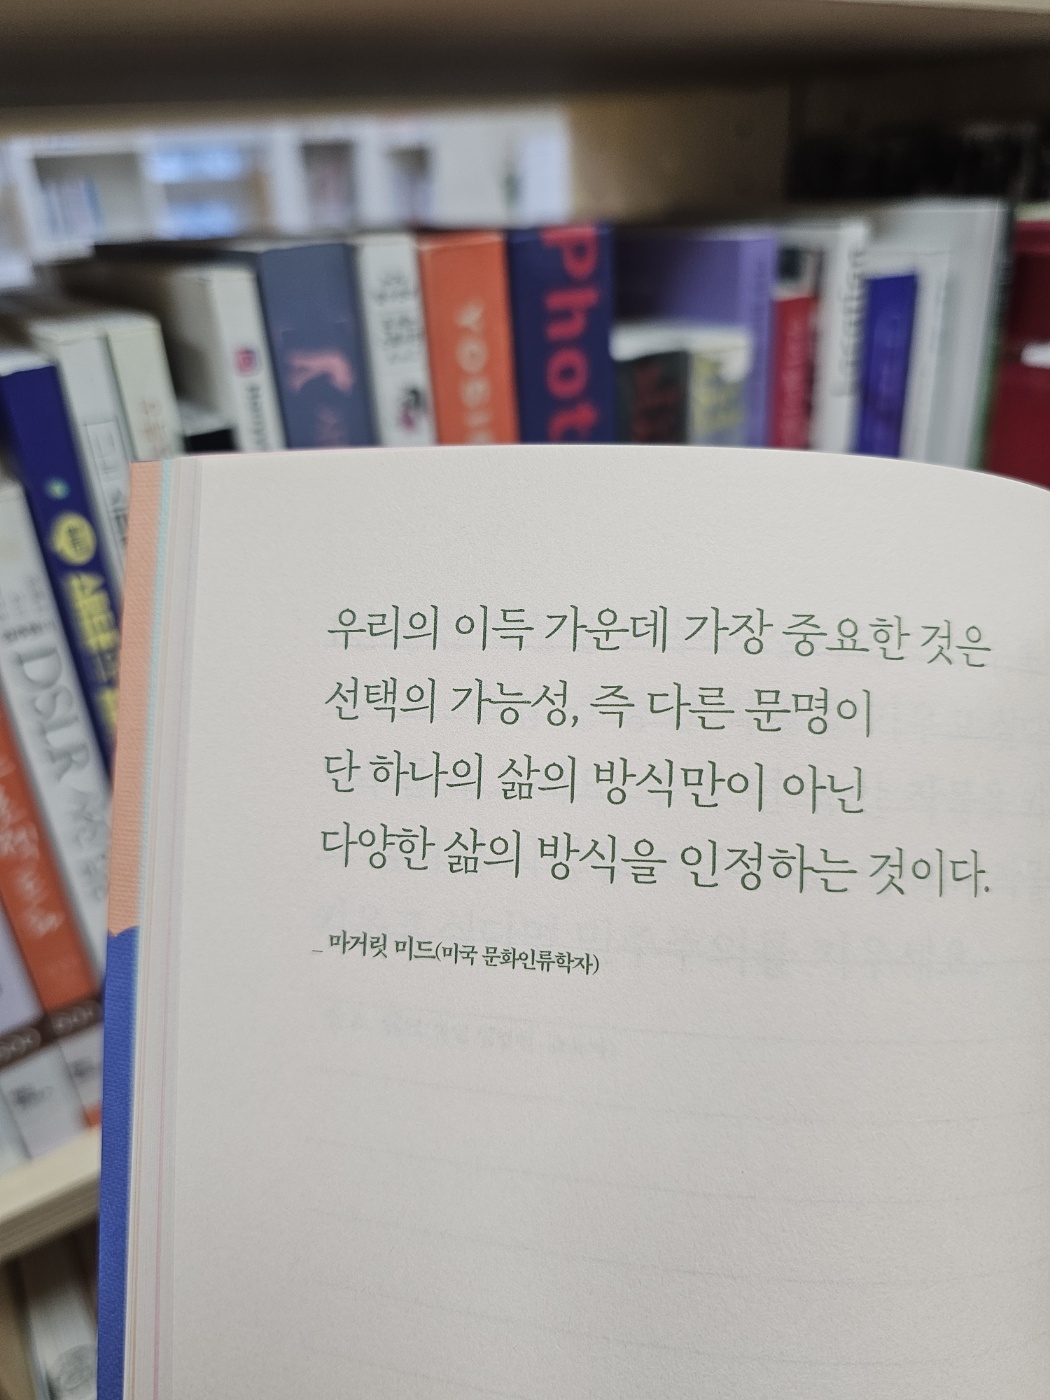 Phot
YOSI
DSLR
우리의 이득 가운데 가장 중요한 것은
선택의 가능성, 즉 다른 문명이
단 하나의 삶의 방식만이 아닌
다양한 삶의 방식을 인정하는 것이다.
_ 마거릿 미드(미국 문화인류학자)